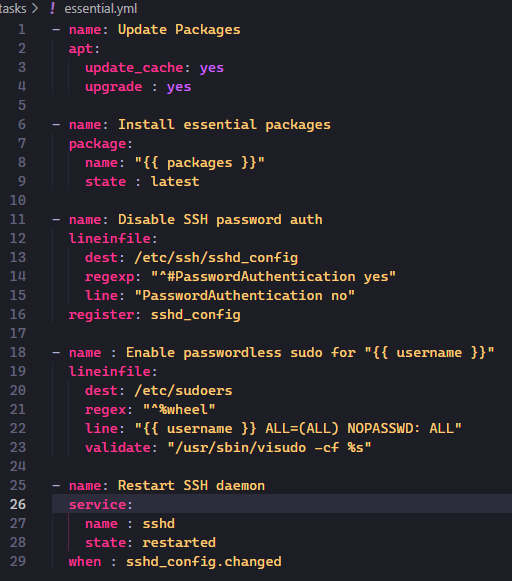 tasks > ! essential.yml
1 - name: Update Packages
2 apt:
3 update_cache: yes
4 upgrade : yes
5
6 - name: Install essential packages
7 package:
8 name: "{{ packages }}"
9 state : latest
10
11 - name: Disable SSH password auth
12 lineinfile:
13 dest: /etc/ssh/sshd_config
14 regexp: "^#PasswordAuthentication yes"
15 line: "PasswordAuthentication no"
16 register: sshd_config
17
18 - name : Enable passwordless sudo for "{{ username }}"
19 lineinfile:
20 dest: /etc/sudoers
21 regex: "^%wheel"
22 line: "{{ username }} ALL=(ALL) NOPASSWD: ALL"
23 validate: "/usr/sbin/visudo -cf %s"
24
25 - name: Restart SSH daemon
26 service:
27 name : sshd
28 state: restarted
29 when : sshd_config.changed